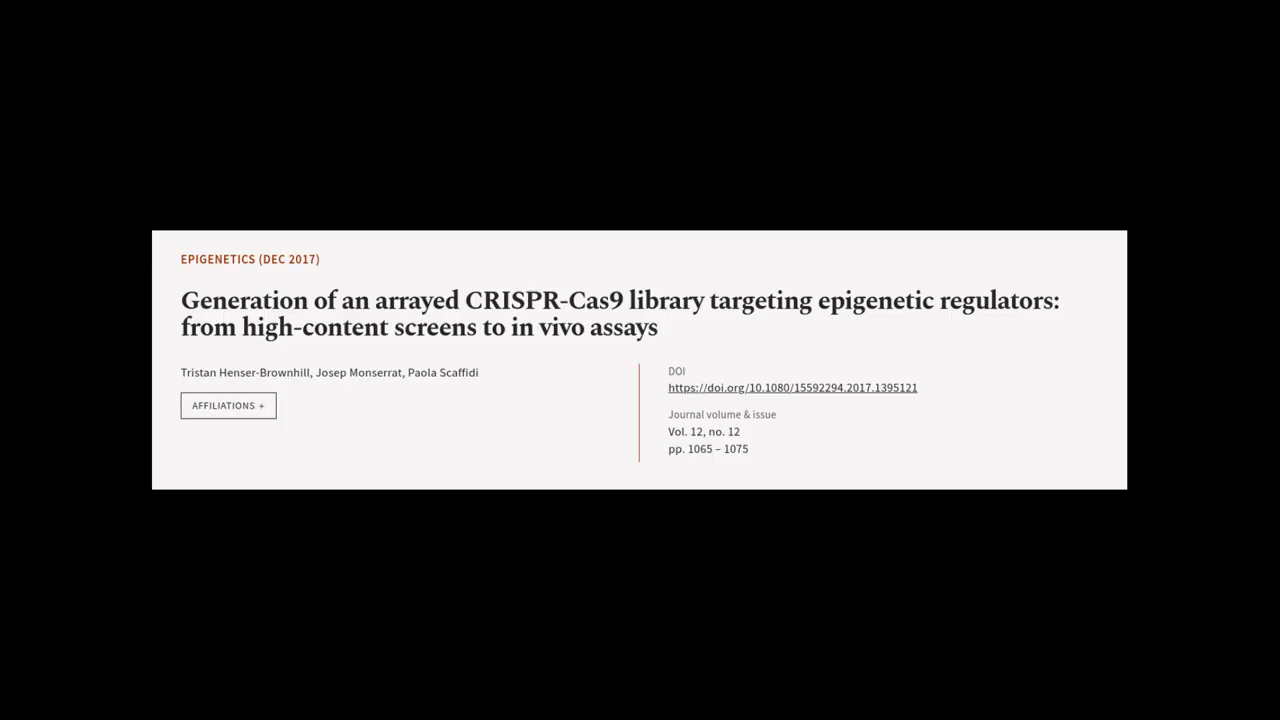 EPIGENETICS (DEC 2017)
Generation of an arrayed CRISPR-Cas9 library targeting epigenetic regulators:
from high-content screens to in vivo assays
Tristan Henser-Brownhill, Josep Monserrat, Paola Scaffidi
AFFILIATIONS +
DOI
https://doi.org/10.1080/15592294.2017.1395121
Journal volume & issue
Vol. 12, no. 12
pp. 1065 – 1075